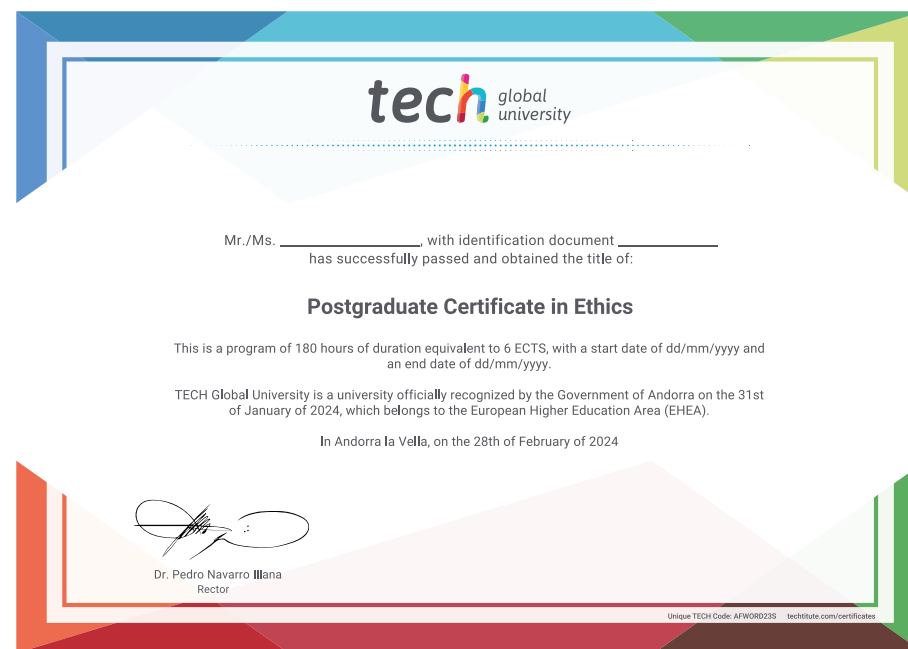 tech global university
Mr./Ms. ____________________, with identification document ______________
has successfully passed and obtained the title of:
Postgraduate Certificate in Ethics
This is a program of 180 hours of duration equivalent to 6 ECTS, with a start date of dd/mm/yyyy and
an end date of dd/mm/yyyy.
TECH Global University is a university officially recognized by the Government of Andorra on the 31st
of January of 2024, which belongs to the European Higher Education Area (EHEA).
In Andorra la Vella, on the 28th of February of 2024
Dr. Pedro Navarro Illana
Rector
Unique TECH Code: AFWORD23S techtitute.com/certificates